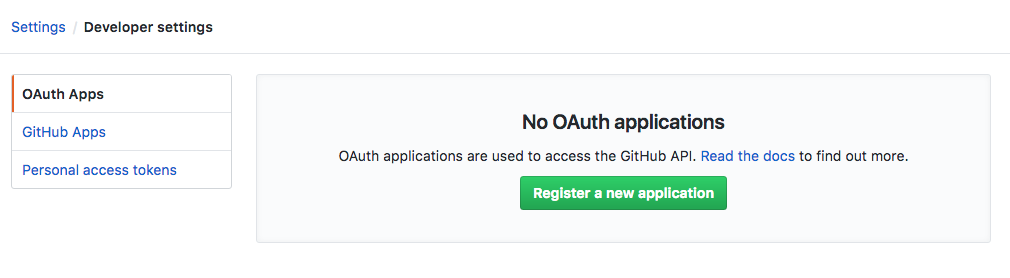 Settings / Developer settings
OAuth Apps
GitHub Apps
Personal access tokens
No OAuth applications
OAuth applications are used to access the GitHub API. Read the docs to find out more.
Register a new application